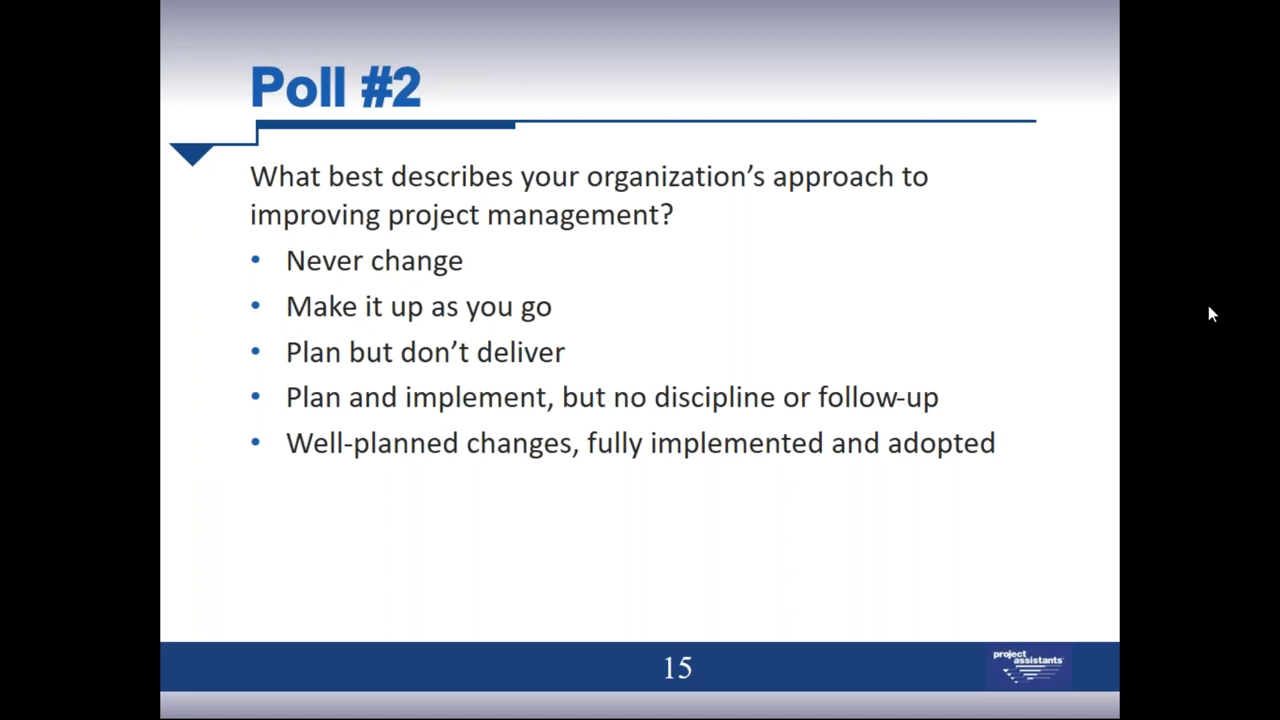 Poll #2
What best describes your organization’s approach to
improving project management?
• Never change
• Make it up as you go
• Plan but don’t deliver
• Plan and implement, but no discipline or follow-up
• Well-planned changes, fully implemented and adopted
15
project
assistants